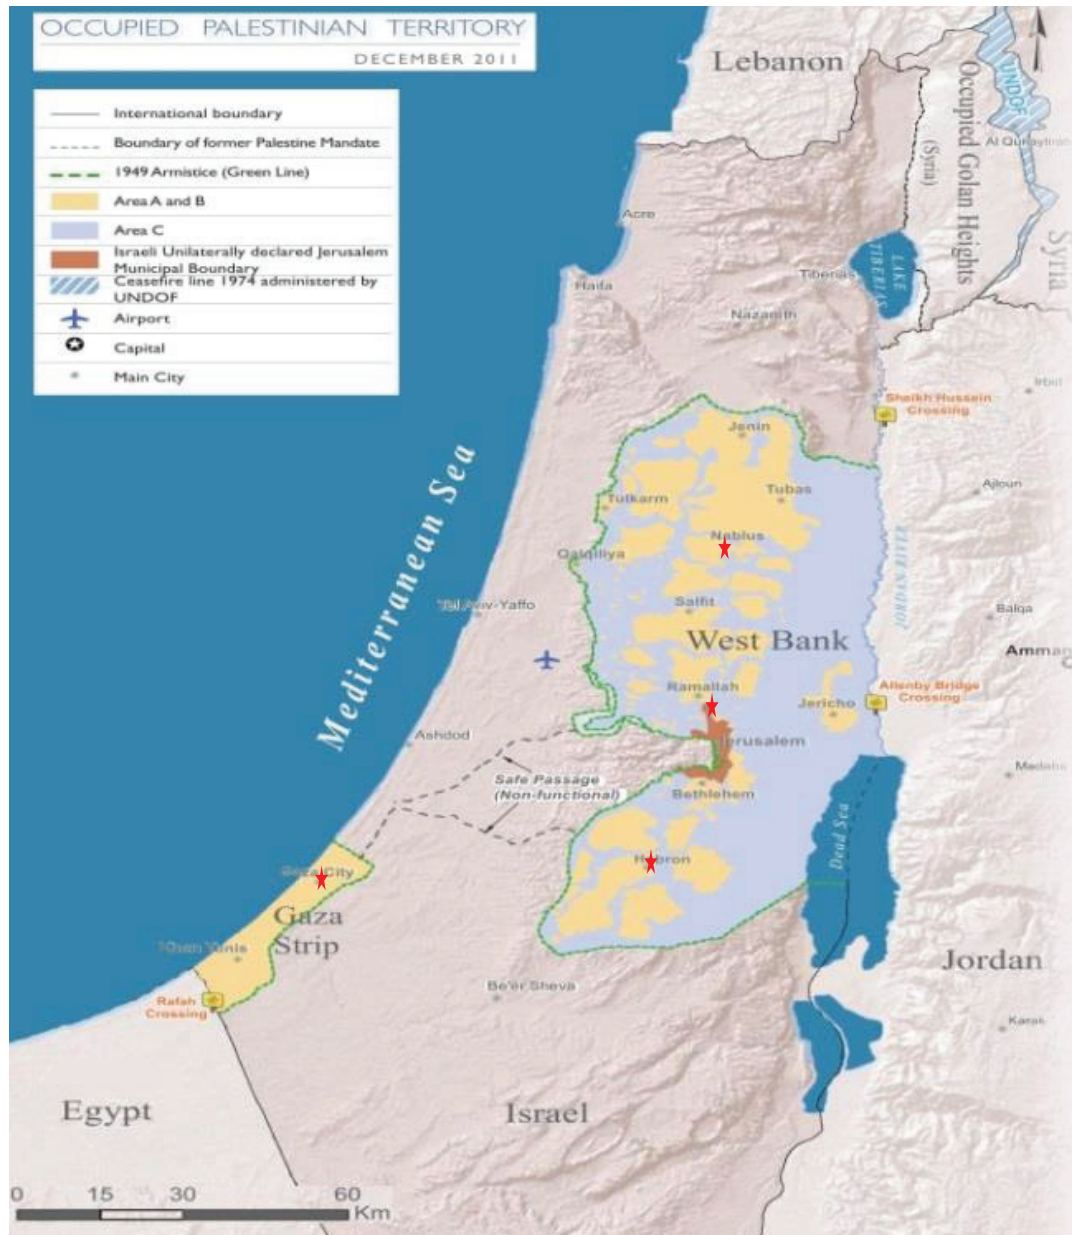 OCCUPIED PALESTINIAN TERRITORY
DECEMBER 2011
International boundary
Boundary of former Palestine Mandate
1949 Armistice (Green Line)
Area A and B
Area C
Israeli Unilaterally declared Jerusalem
Municipal Boundary
Ceasefire line 1974 administered by
UNDOF
Airport
Capital
Main City
Lebanon
UNDOF
Occupied Golan Heights
(Syria)
Syria
Acre
Haifa
Tiberias
LAKE
TIBERIAS
Nazarith
Irbid
Sheikh Hussein
Crossing
Jenin
Ajloun
Tubas
Tulkarm
Nablus
Qalqiliya
Mediterranean Sea
Tel Aviv-Yaffo
Salfit
Balqa
West Bank
Amman
Ramallah
Jericho
Allenby Bridge
Crossing
Ashdod
Jerusalem
Madaba
Safe Passage
(Non-functional)
Bethlehem
Dead Sea
Hebron
Gaza City
Gaza
Strip
Khan Yunis
Jordan
Be'er Sheva
Rafah
Crossing
Karak
Egypt
Israel
0 15 30 60
Km